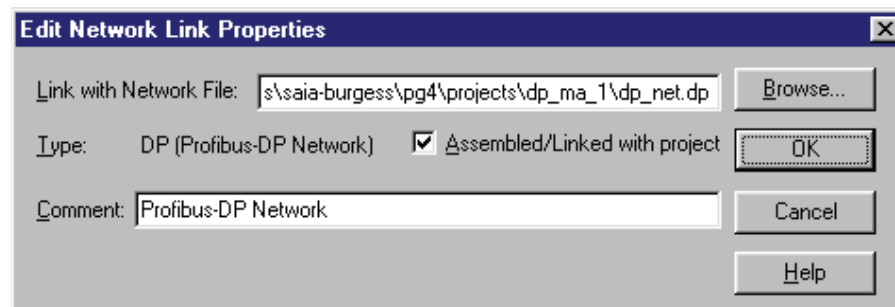 Edit Network Link Properties
Link with Network File: s\saia-burgess\pg4\projects\dp_ma_1\dp_net.dp Browse...
Type: DP (Profibus-DP Network) Assembled/Linked with project OK
Comment: Profibus-DP Network Cancel
Help